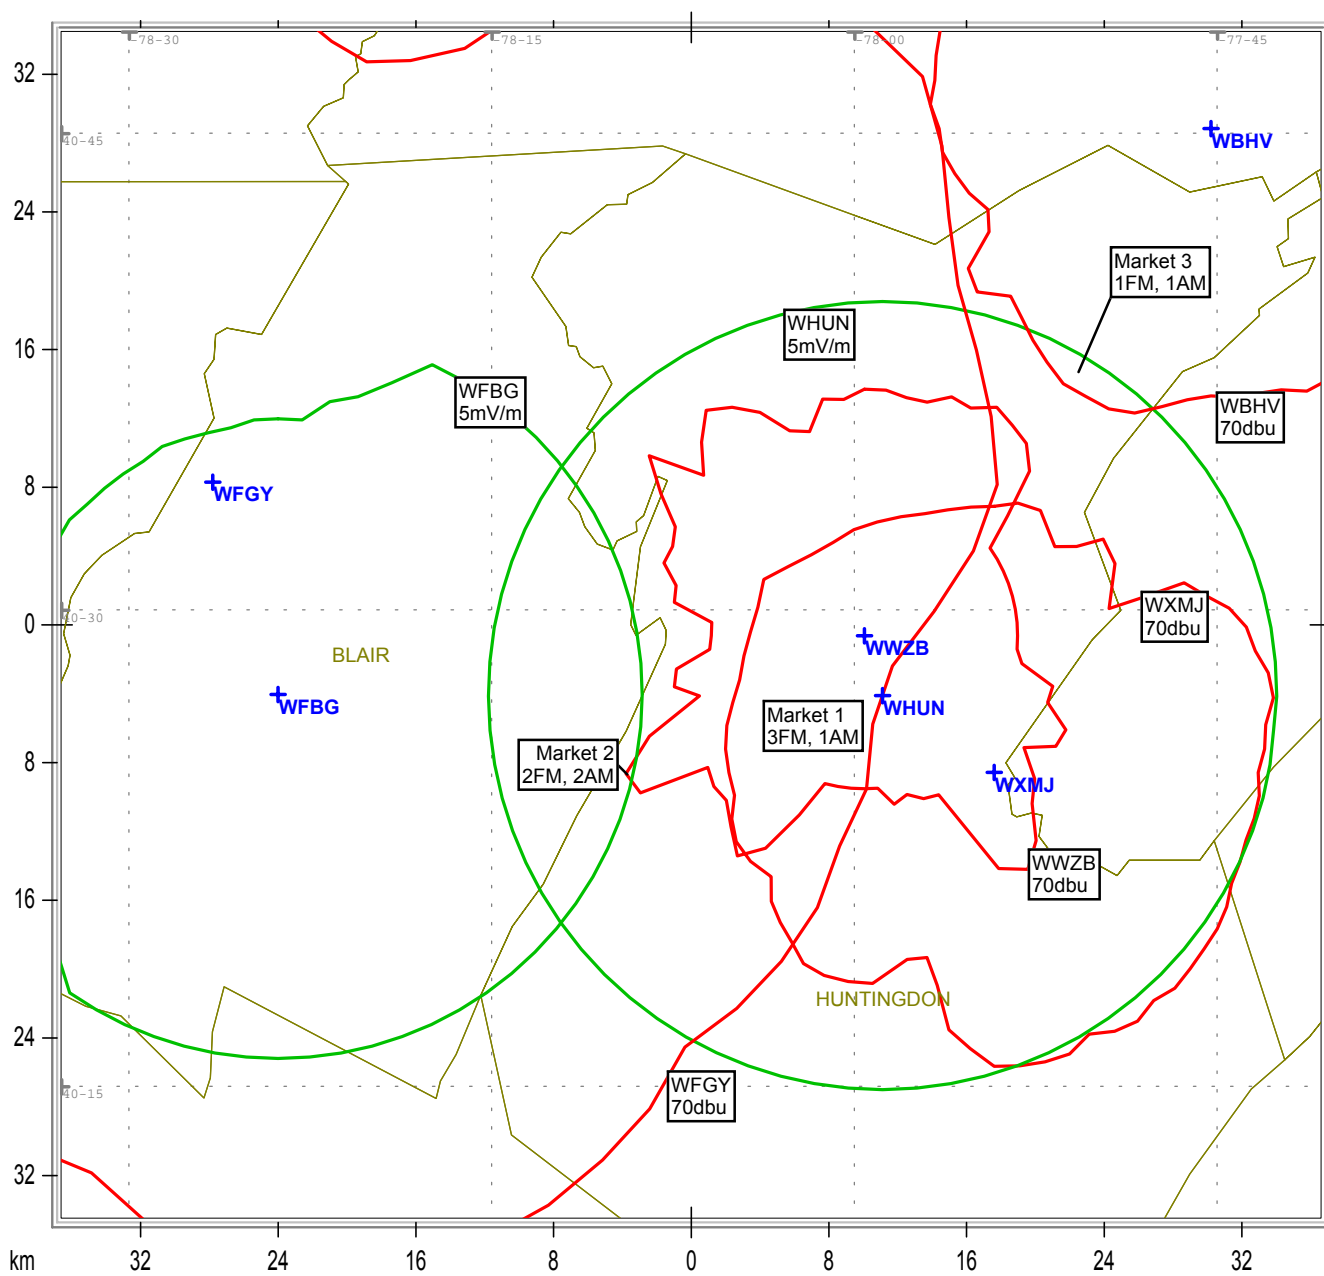 -78-30
-78-15
-78-00
-77-45
32
40-45
WBHV
24
Market 3
1FM, 1AM
WHUN
5mV/m
16
WFBG
5mV/m
WBHV
70dbu
8
WFGY
0
40-30
WXMJ
70dbu
BLAIR
WWZB
WFBG
WHUN
Market 1
3FM, 1AM
8
Market 2
2FM, 2AM
WXMJ
WWZB
70dbu
16
HUNTINGDON
24
WFGY
70dbu
40-15
32
km
32
24
16
8
0
8
16
24
32